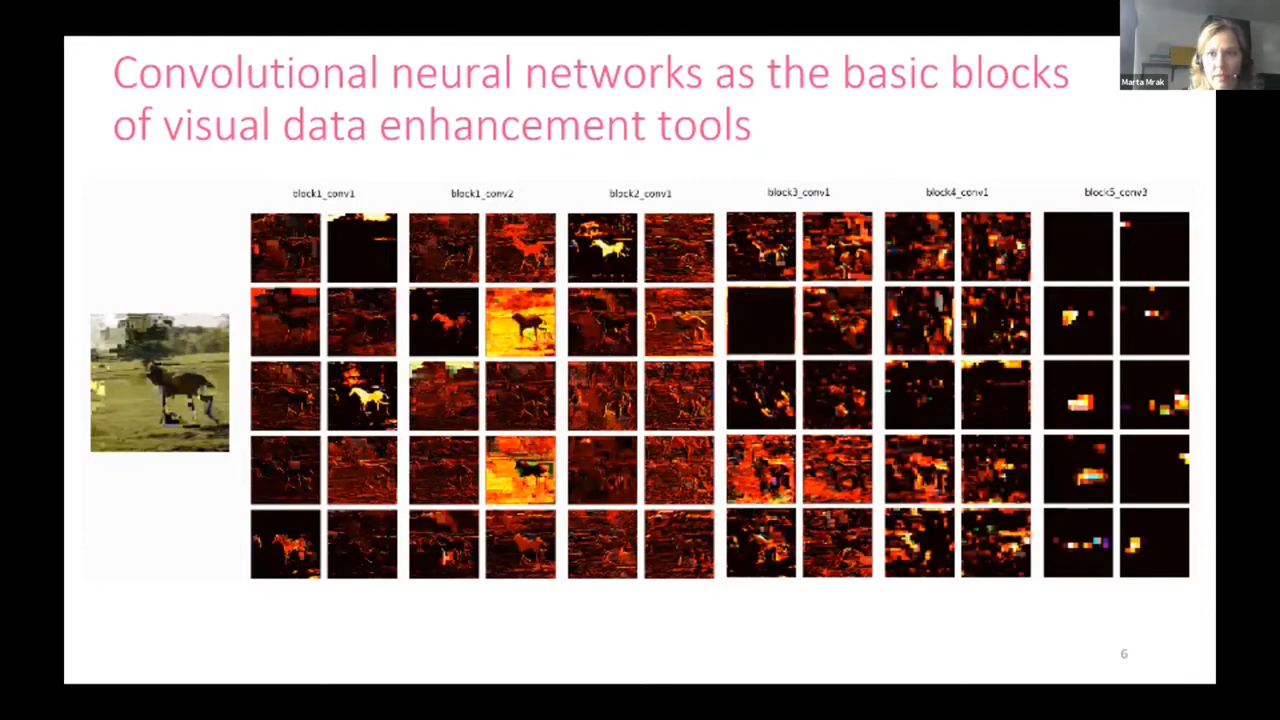 Convolutional neural networks as the basic blocks
of visual data enhancement tools
Marta Mrak
block1_conv1
block1_conv2
block2_conv1
block3_conv1
block4_conv1
block5_conv3
6